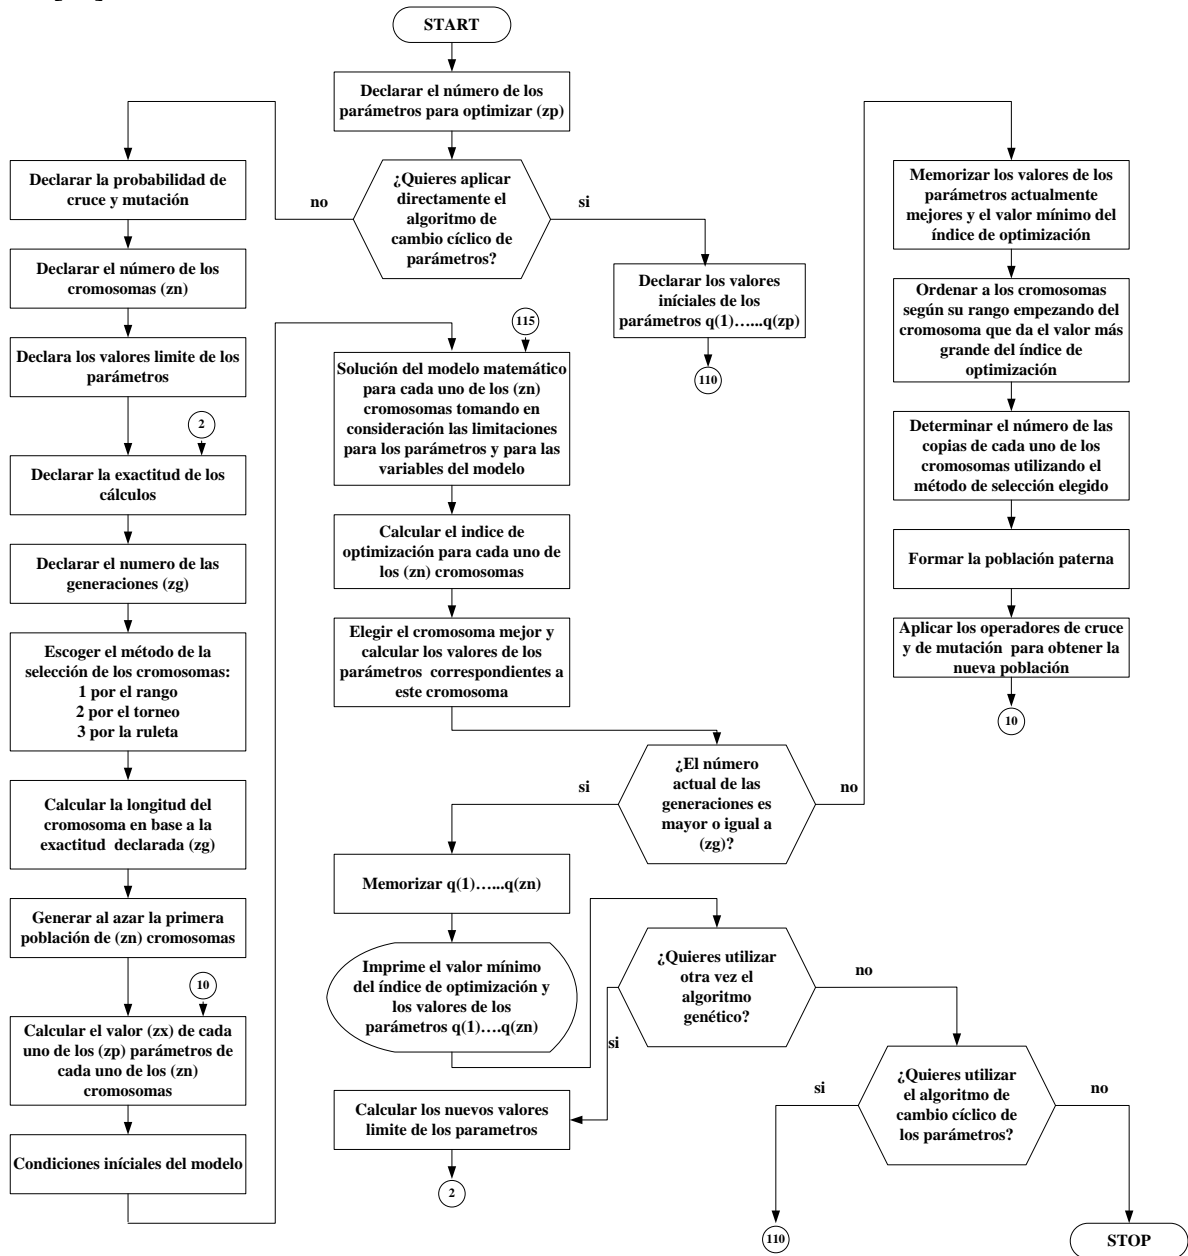 START
Declarar el número de los
parámetros para optimizar (zp)
¿Quieres aplicar
directamente el
algoritmo de
cambio cíclico de
parámetros?
no
si
Declarar la probabilidad de
cruce y mutación
Declarar el número de los
cromosomas (zn)
Declara los valores limite de los
parámetros
2
Declarar la exactitud de los
cálculos
Declarar el numero de las
generaciones (zg)
Escoger el método de la
selección de los cromosomas:
1 por el rango
2 por el torneo
3 por la ruleta
Calcular la longitud del
cromosoma en base a la
exactitud declarada (zg)
Generar al azar la primera
población de (zn) cromosomas
10
Calcular el valor (zx) de cada
uno de los (zp) parámetros de
cada uno de los (zn)
cromosomas
Condiciones iníciales del modelo
Declarar los valores
iníciales de los
parámetros q(1)…...q(zp)
110
115
Solución del modelo matemático
para cada uno de los (zn)
cromosomas tomando en
consideración las limitaciones
para los parámetros y para las
variables del modelo
Calcular el indice de
optimización para cada uno de
los (zn) cromosomas
Elegir el cromosoma mejor y
calcular los valores de los
parámetros correspondientes a
este cromosoma
¿El número
actual de las
generaciones es
mayor o igual a
(zg)?
si
no
Memorizar q(1)…...q(zn)
Imprime el valor mínimo
del índice de optimización y
los valores de los
parámetros q(1)….q(zn)
¿Quieres utilizar
otra vez el
algoritmo
genético?
si
no
Calcular los nuevos valores
limite de los parametros
2
¿Quieres utilizar
el algoritmo de
cambio cíclico de
los parámetros?
si
no
110
STOP
Memorizar los valores de los
parámetros actualmente
mejores y el valor mínimo del
índice de optimización
Ordenar a los cromosomas
según su rango empezando del
cromosoma que da el valor más
grande del índice de
optimización
Determinar el número de las
copias de cada uno de los
cromosomas utilizando el
método de selección elegido
Formar la población paterna
Aplicar los operadores de cruce
y de mutación para obtener la
nueva población
10